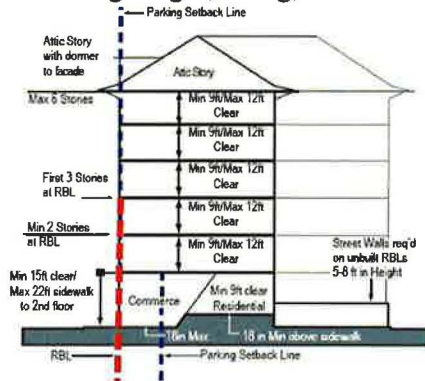 Parking Setback Line
Attic Story
with dormer
to facade
Attic Story
Max 6 Stories
Min 9ft/Max 12ft
Clear
Min 9ft/Max 12ft
Clear
Min 9ft/Max 12ft
Clear
First 3 Stories
at RBL
Min 9ft/Max 12ft
Clear
Min 2 Stories
at RBL
Min 9ft/Max 12ft
Clear
Street Walls req'd
on unbuilt RBLs
5-8 ft in Height
Min 15ft clear/
Max 22ft sidewalk
to 2nd floor
Commerce
Min 9ft clear
Residential
18in Max
18 in Min above sidewalk
RBL
Parking Setback Line